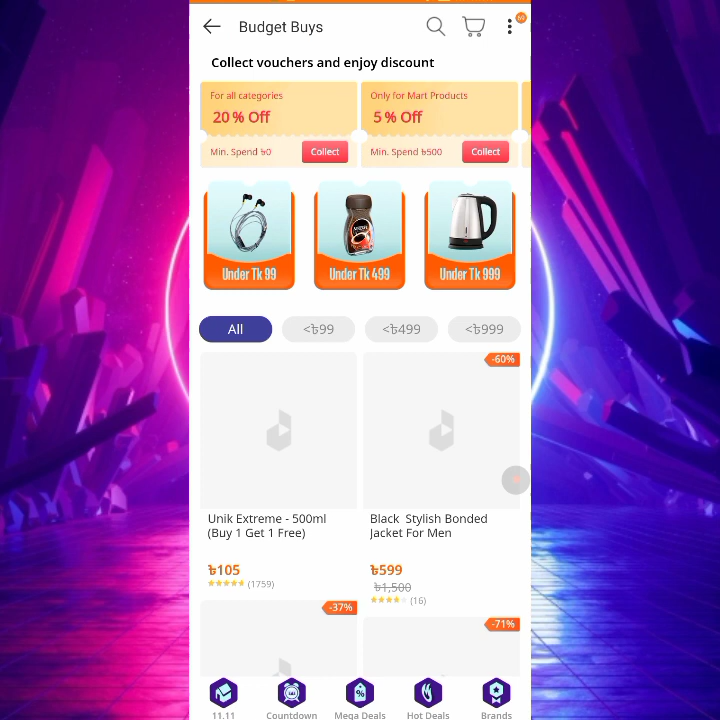 Budget Buys
Collect vouchers and enjoy discount
For all categories
20% Off
Min. Spend ৳0
Collect
Only for Mart Products
5% Off
Min. Spend ৳500
Collect
Under Tk 99
Under Tk 499
Under Tk 999
All
<৳99
<৳499
<৳999
-60%
Unik Extreme - 500ml
(Buy 1 Get 1 Free)
৳105
(1759)
Black Stylish Bonded
Jacket For Men
৳599
৳1,500
(16)
-37%
-71%
11.11
Countdown
Mega Deals
Hot Deals
Brands